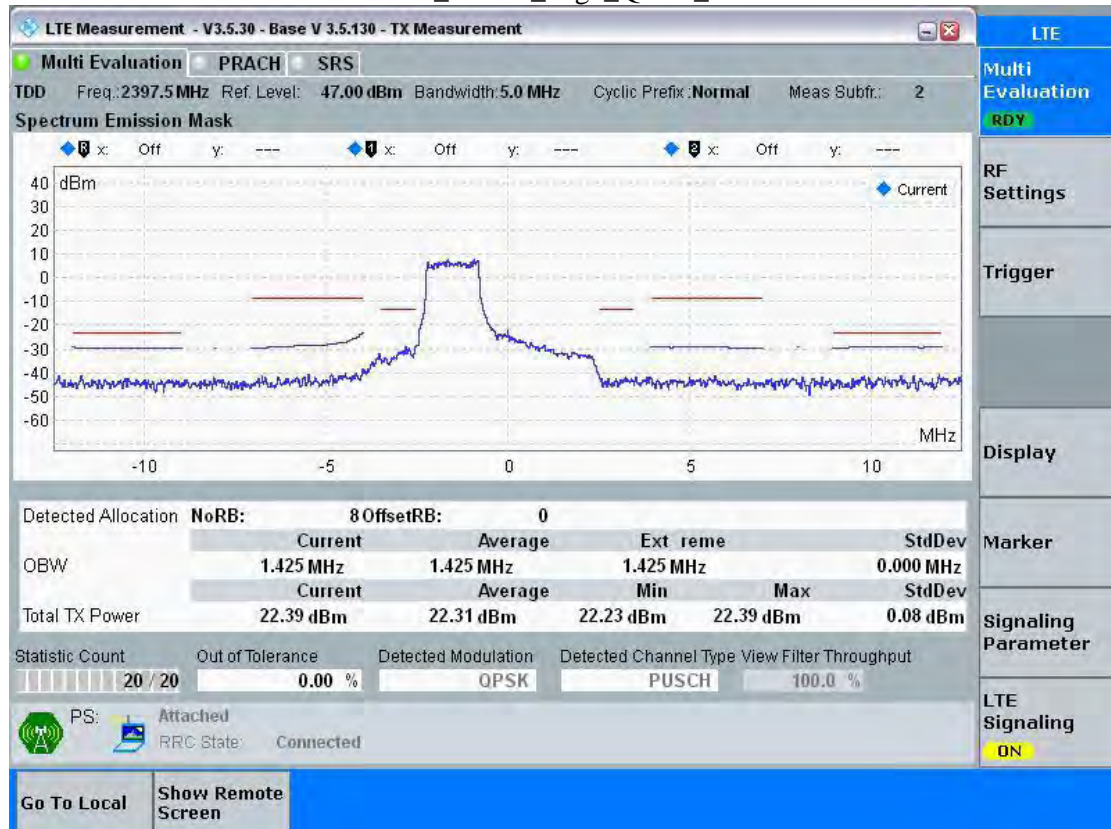 LTE Measurement - V3.5.30 - Base V 3.5.130 - TX Measurement
LTE
Multi Evaluation PRACH SRS
Multi Evaluation
RDY
TDD Freq.:2397.5 MHz Ref. Level: 47.00 dBm Bandwidth:5.0 MHz Cyclic Prefix :Normal Meas Subfr.: 2
Spectrum Emission Mask
R x: Off y: --- 1 x: Off y: --- 2 x: Off y: ---
dBm
Current
40
30
20
10
0
-10
-20
-30
-40
-50
-60
MHz
-10 -5 0 5 10
RF Settings
Trigger
Display
Marker
Signaling Parameter
LTE Signaling
ON
Detected Allocation NoRB: 8 OffsetRB: 0
Current Average Ext reme StdDev
OBW 1.425 MHz 1.425 MHz 1.425 MHz 0.000 MHz
Current Average Min Max StdDev
Total TX Power 22.39 dBm 22.31 dBm 22.23 dBm 22.39 dBm 0.08 dBm
Statistic Count Out of Tolerance Detected Modulation Detected Channel Type View Filter Throughput
20 / 20 0.00 % QPSK PUSCH 100.0 %
PS: Attached
RRC State: Connected
Go To Local Show Remote Screen